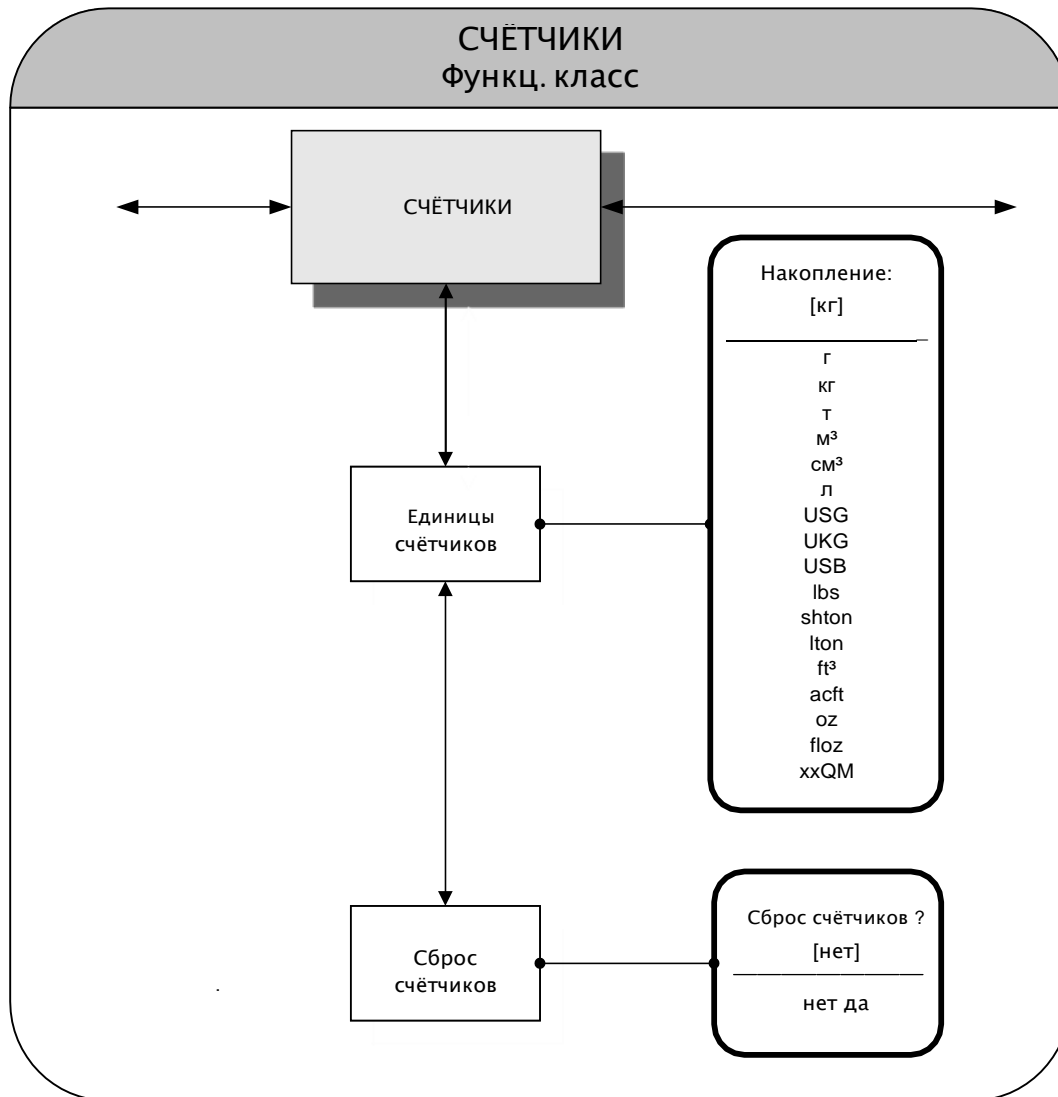 СЧЁТЧИКИ
Функц. класс
СЧЁТЧИКИ
Накопление:
[кг]
г
кг
т
м³
см³
л
USG
UKG
USB
lbs
shton
lton
ft³
acft
oz
floz
xxQM
Единицы
счётчиков
Сброс счётчиков ?
[нет]
нет да
Сброс
счётчиков